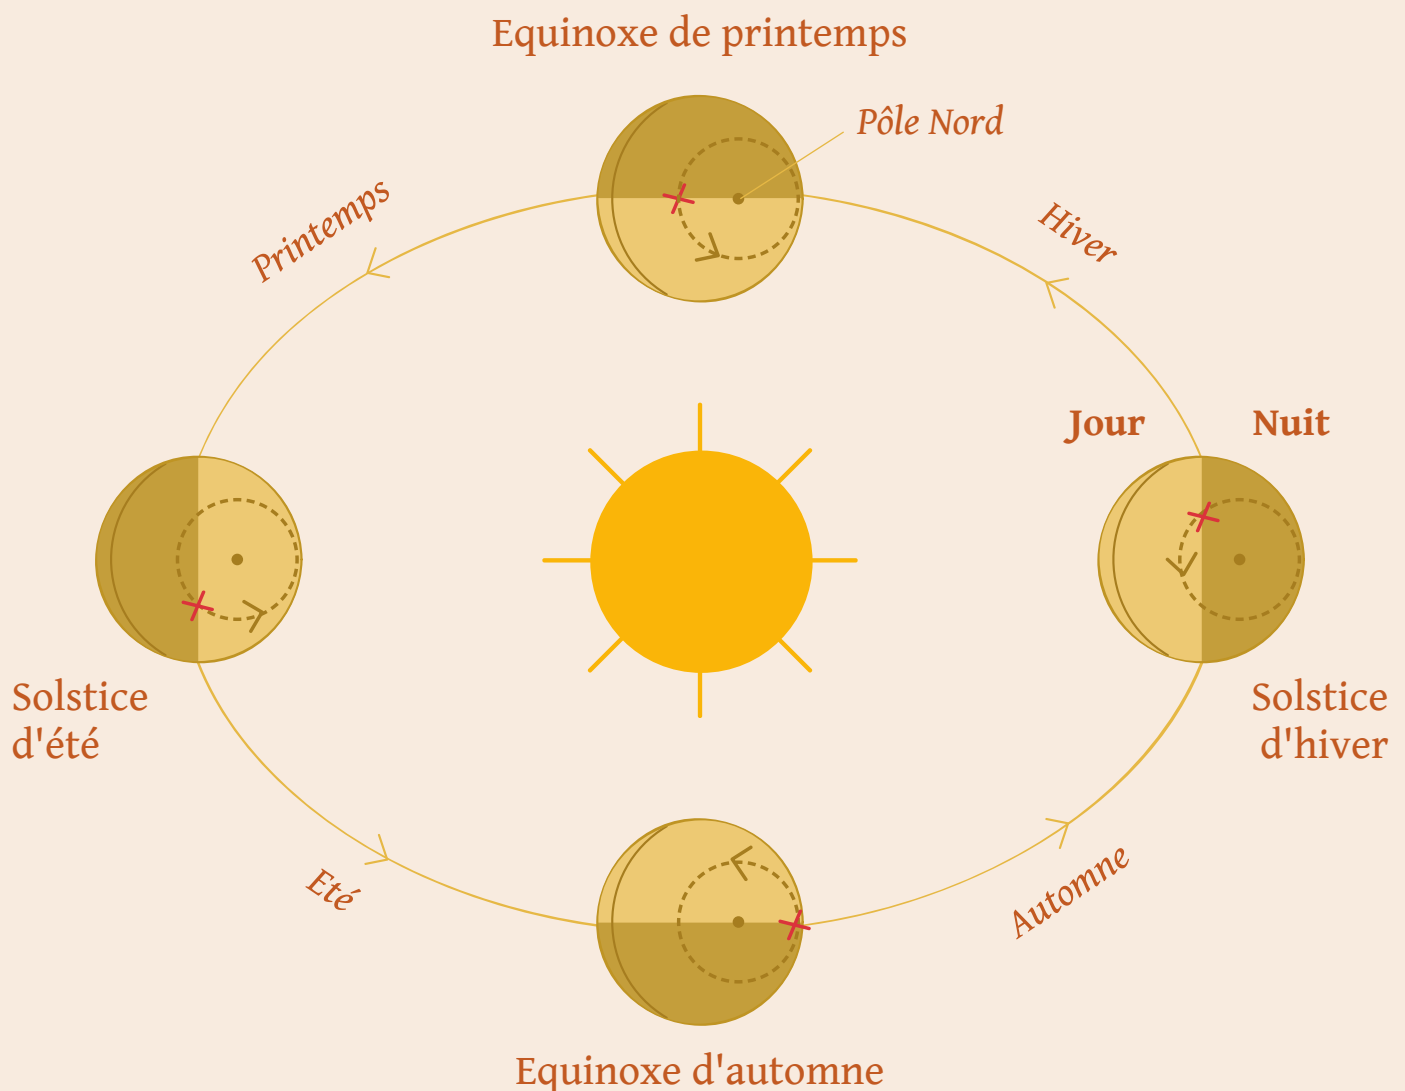 Equinoxe de printemps
Pôle Nord
Printemps
Hiver
Jour
Nuit
Solstice
d'été
Solstice
d'hiver
Eté
Automne
Equinoxe d'automne